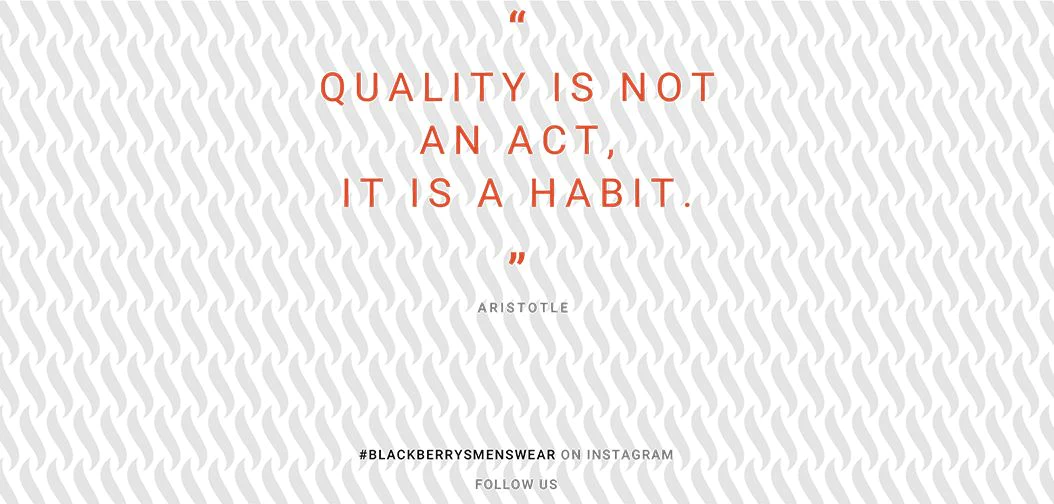 “
QUALITY IS NOT
AN ACT,
IT IS A HABIT.
”
ARISTOTLE
#BLACKBERRYSMENSWEAR ON INSTAGRAM
FOLLOW US